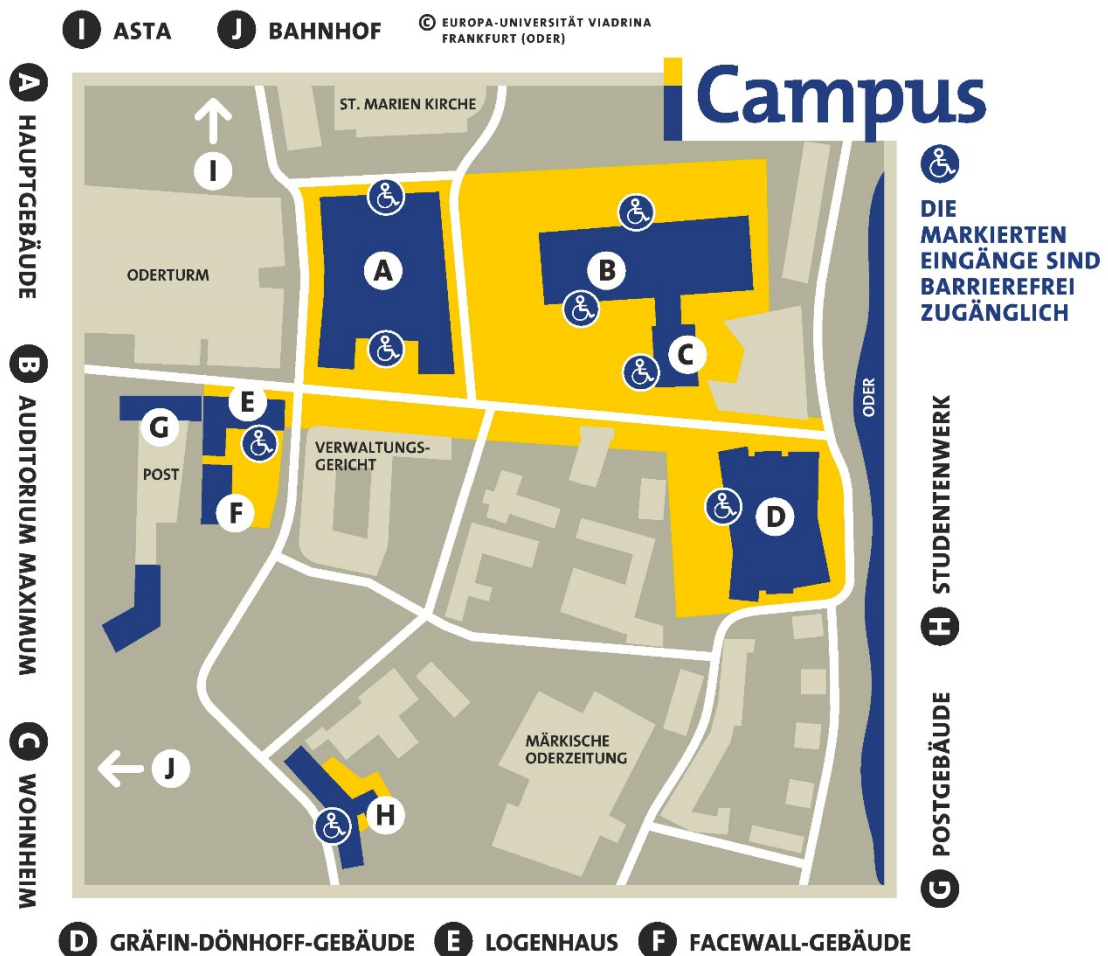 I ASTA
J BAHNHOF
© EUROPA-UNIVERSITÄT VIADRINA
FRANKFURT (ODER)
Campus
A HAUPTGEBÄUDE
B AUDITORIUM MAXIMUM
C WOHNHEIM
ST. MARIEN KIRCHE
I
ODERTURM
A
B
C
E
G
POST
F
VERWALTUNGS-
GERICHT
D
ODER
J
H
MÄRKISCHE
ODERZEITUNG
DIE
MARKIERTEN
EINGÄNGE SIND
BARRIEREFREI
ZUGÄNGLICH
H STUDENTENWERK
G POSTGEBÄUDE
D GRÄFIN-DÖNHOFF-GEBÄUDE
E LOGENHAUS
F FACEWALL-GEBÄUDE